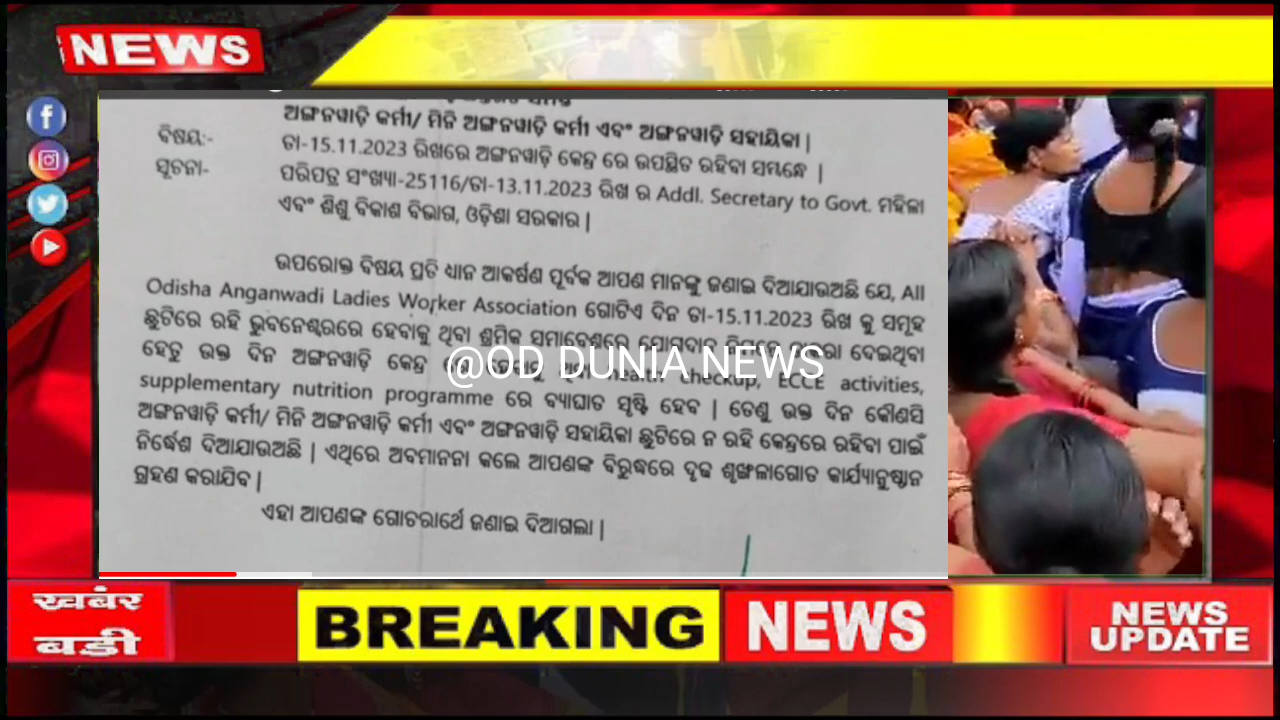 NEWS
ଅଙ୍ଗନୱାଡ଼ି କର୍ମୀ/ ମିନି ଅଙ୍ଗନୱାଡ଼ି କର୍ମୀ ଏବଂ ଅଙ୍ଗନୱାଡ଼ି ସହାୟିକା |
ବିଷୟ:- ତା-15.11.2023 ରିଖରେ ଅଙ୍ଗନୱାଡ଼ି କେନ୍ଦ୍ର ରେ ଉପସ୍ଥିତ ରହିବା ସମ୍ବନ୍ଧେ |
ସୂଚନା- ପରିପତ୍ର ସଂଖ୍ୟା-25116/ତା-13.11.2023 ରିଖ ର Addl. Secretary to Govt. ମହିଳା
ଏବଂ ଶିଶୁ ବିକାଶ ବିଭାଗ, ଓଡ଼ିଶା ସରକାର |
ଉପରୋକ୍ତ ବିଷୟ ପ୍ରତି ଧ୍ୟାନ ଆକର୍ଷଣ ପୂର୍ବକ ଆପଣ ମାନଙ୍କୁ ଜଣାଇ ଦିଆଯାଉଅଛି ଯେ, All
Odisha Anganwadi Ladies Worker Association ଗୋଟିଏ ଦିନ ତା-15.11.2023 ରିଖ କୁ ସମୂହ
ଛୁଟିରେ ରହି ଭୁବନେଶ୍ୱରରେ ହେବାକୁ ଥିବା ଶ୍ରମିକ ସମାବେଶରେ ଦେଇଥିବା
ହେତୁ ଉକ୍ତ ଦିନ ଅଙ୍ଗନୱାଡ଼ି କେନ୍ଦ୍ର checkup, ECCE activities,
@OD DUNIA NEWS
supplementary nutrition programme ରେ ବ୍ୟାଘାତ ସୃଷ୍ଟି ହେବ | ତେଣୁ ଉକ୍ତ ଦିନ କୌଣସି
ଅଙ୍ଗନୱାଡ଼ି କର୍ମୀ/ ମିନି ଅଙ୍ଗନୱାଡ଼ି କର୍ମୀ ଏବଂ ଅଙ୍ଗନୱାଡ଼ି ସହାୟିକା ଛୁଟିରେ ନ ରହି କେନ୍ଦ୍ରରେ ରହିବା ପାଇଁ
ନିର୍ଦ୍ଧେଶ ଦିଆଯାଉଅଛି | ଏଥିରେ ଅବମାନନା କଲେ ଆପଣଙ୍କ ବିରୁଦ୍ଧରେ ଦୃଢ ଶୃଙ୍ଖଳାଗତ କାର୍ଯ୍ୟାନୁଷ୍ଠାନ
ଗ୍ରହଣ କରାଯିବ |
ଏହା ଆପଣଙ୍କ ଗୋଚରାର୍ଥେ ଜଣାଇ ଦିଆଗଲା |
खबर
बडी
BREAKING NEWS
NEWS
UPDATE